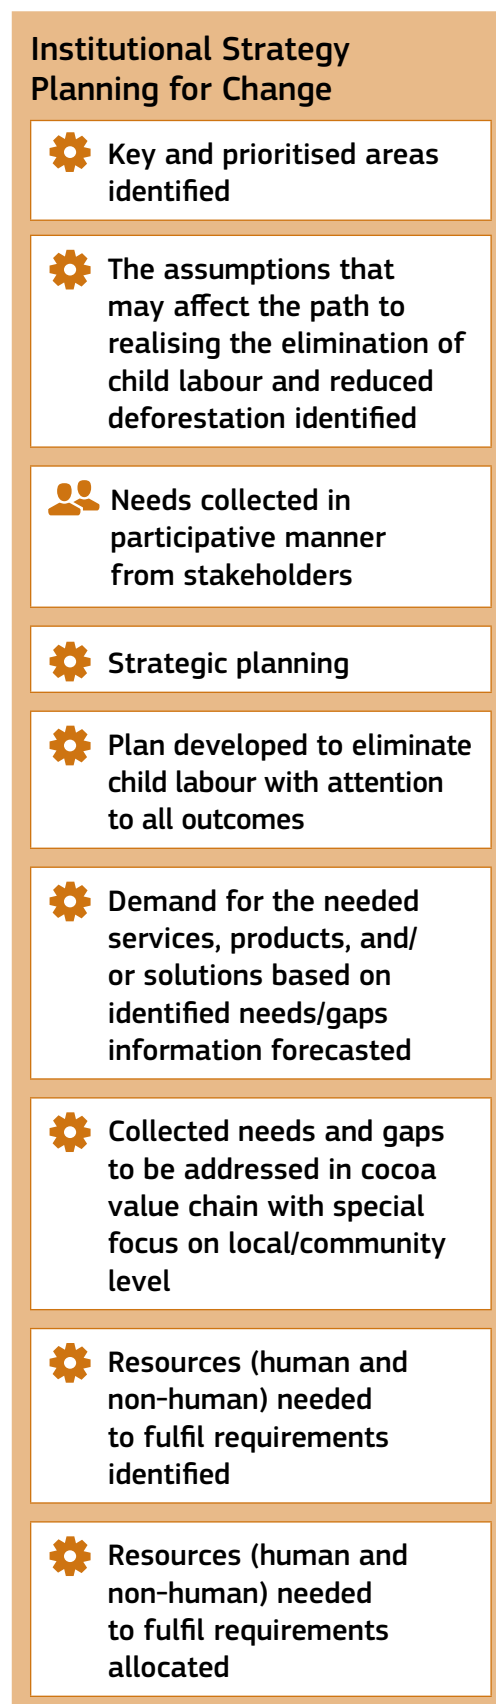 Institutional Strategy
Planning for Change
Key and prioritised areas
identified
The assumptions that
may affect the path to
realising the elimination of
child labour and reduced
deforestation identified
Needs collected in
participative manner
from stakeholders
Strategic planning
Plan developed to eliminate
child labour with attention
to all outcomes
Demand for the needed
services, products, and/
or solutions based on
identified needs/gaps
information forecasted
Collected needs and gaps
to be addressed in cocoa
value chain with special
focus on local/community
level
Resources (human and
non-human) needed
to fulfil requirements
identified
Resources (human and
non-human) needed
to fulfil requirements
allocated